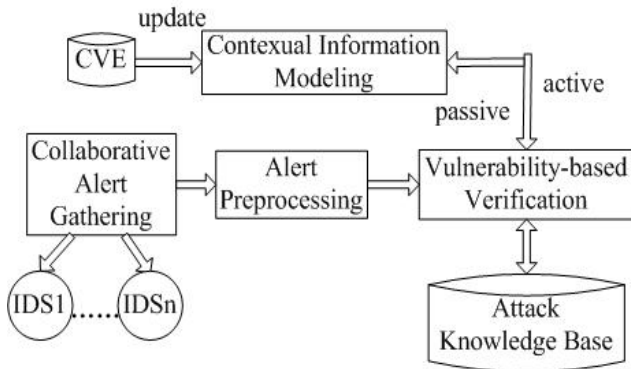 update
CVE
Contexual Information
Modeling
active
passive
Collaborative
Alert
Gathering
Alert
Preprocessing
Vulnerability-based
Verification
IDS1 ...... IDSn
Attack
Knowledge Base